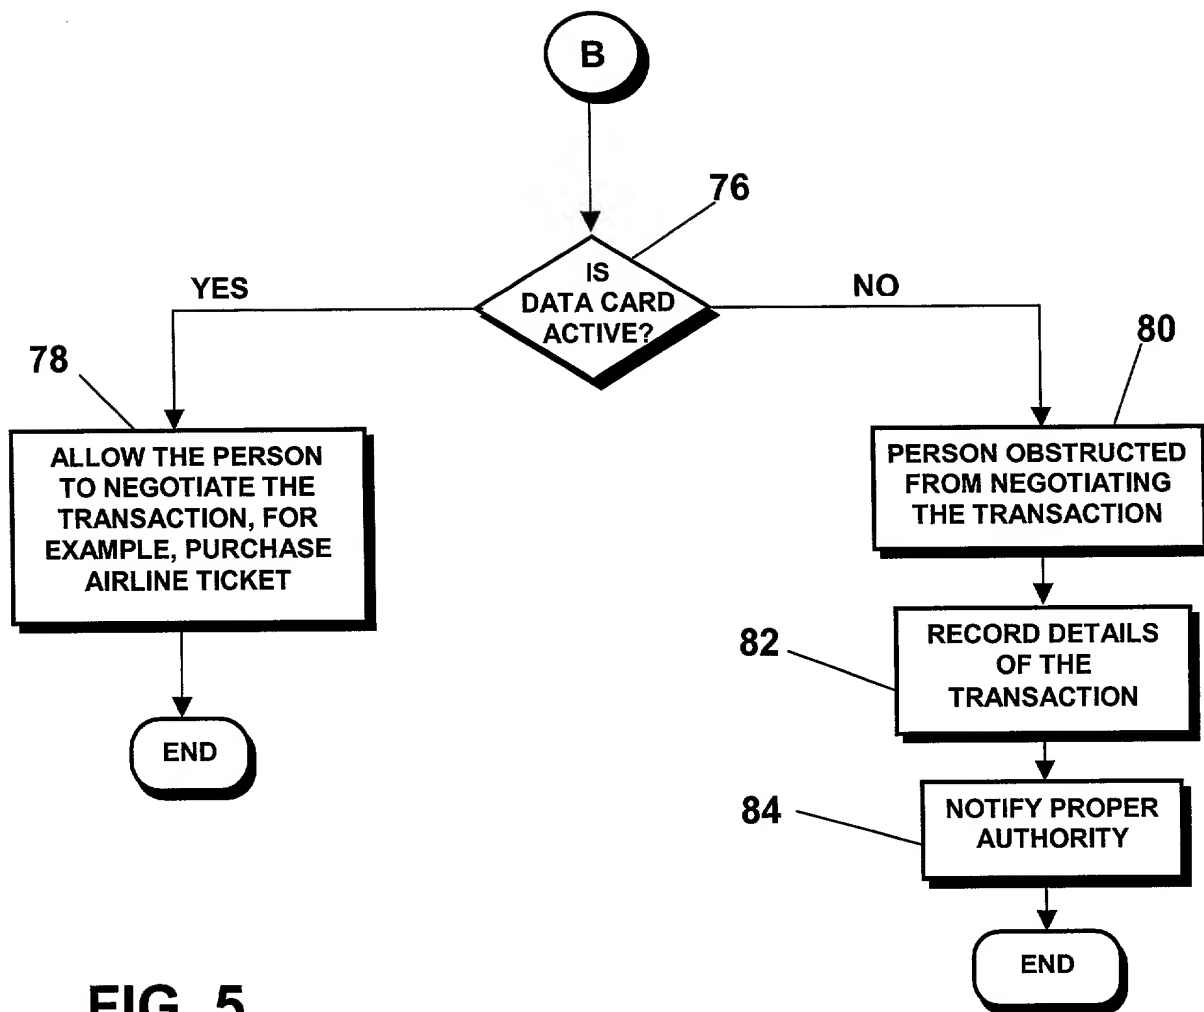 B
76
IS
DATA CARD
ACTIVE?
YES
NO
78
80
ALLOW THE PERSON
TO NEGOTIATE THE
TRANSACTION, FOR
EXAMPLE, PURCHASE
AIRLINE TICKET
PERSON OBSTRUCTED
FROM NEGOTIATING
THE TRANSACTION
82
RECORD DETAILS
OF THE
TRANSACTION
END
84
NOTIFY PROPER
AUTHORITY
END
FIG. 5